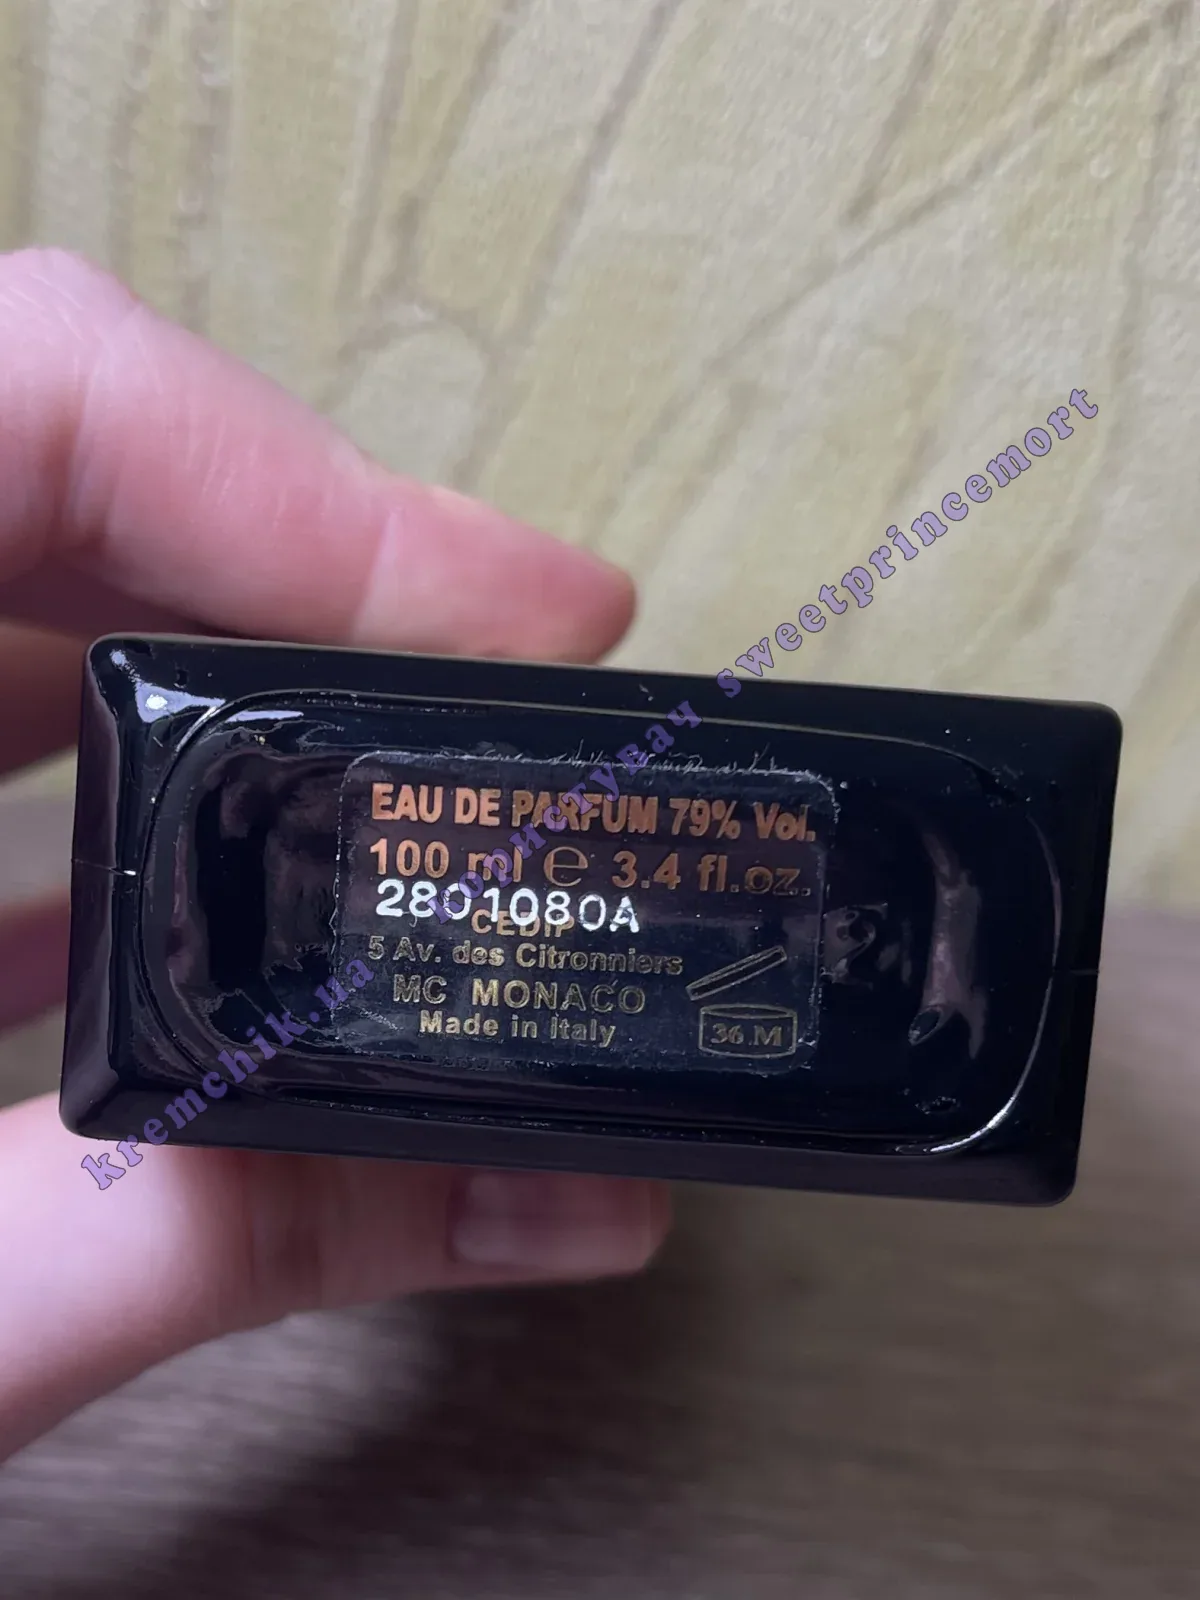 EAU DE PARFUM 79% Vol.
100 ml e 3.4 fl.oz.
2801080A
CEDIP
5 Av. des Citronniers
MC MONACO
Made in Italy
36 M
kremchik.ua користувач sweetprincemort